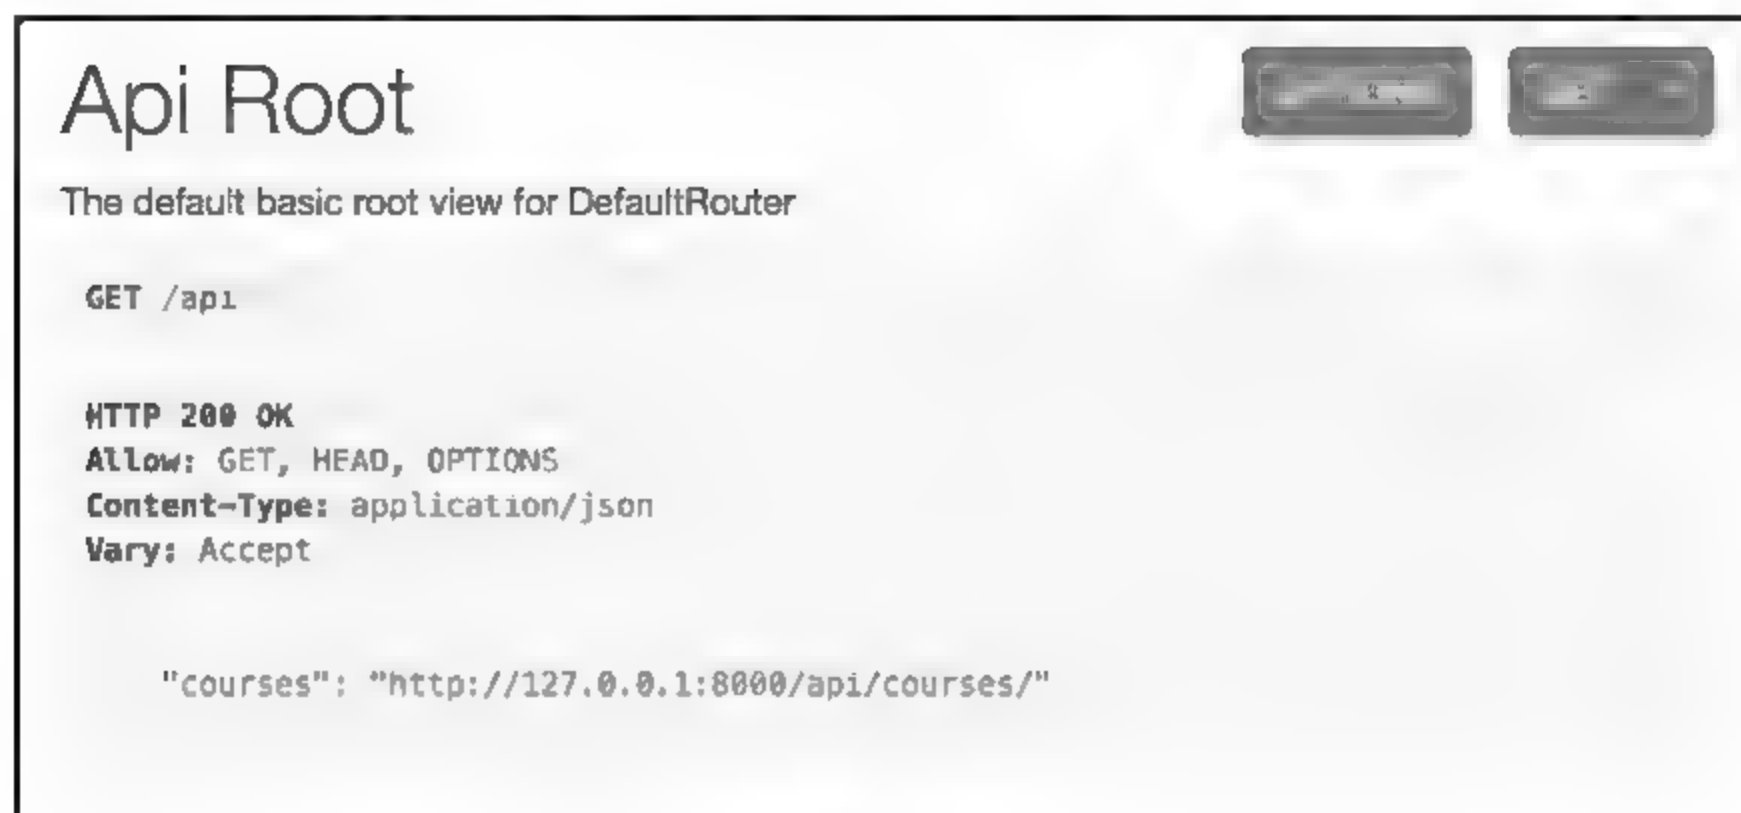 Api Root
The default basic root view for DefaultRouter
GET /api
HTTP 200 OK
Allow: GET, HEAD, OPTIONS
Content-Type: application/json
Vary: Accept
"courses": "http://127.0.0.1:8000/api/courses/"